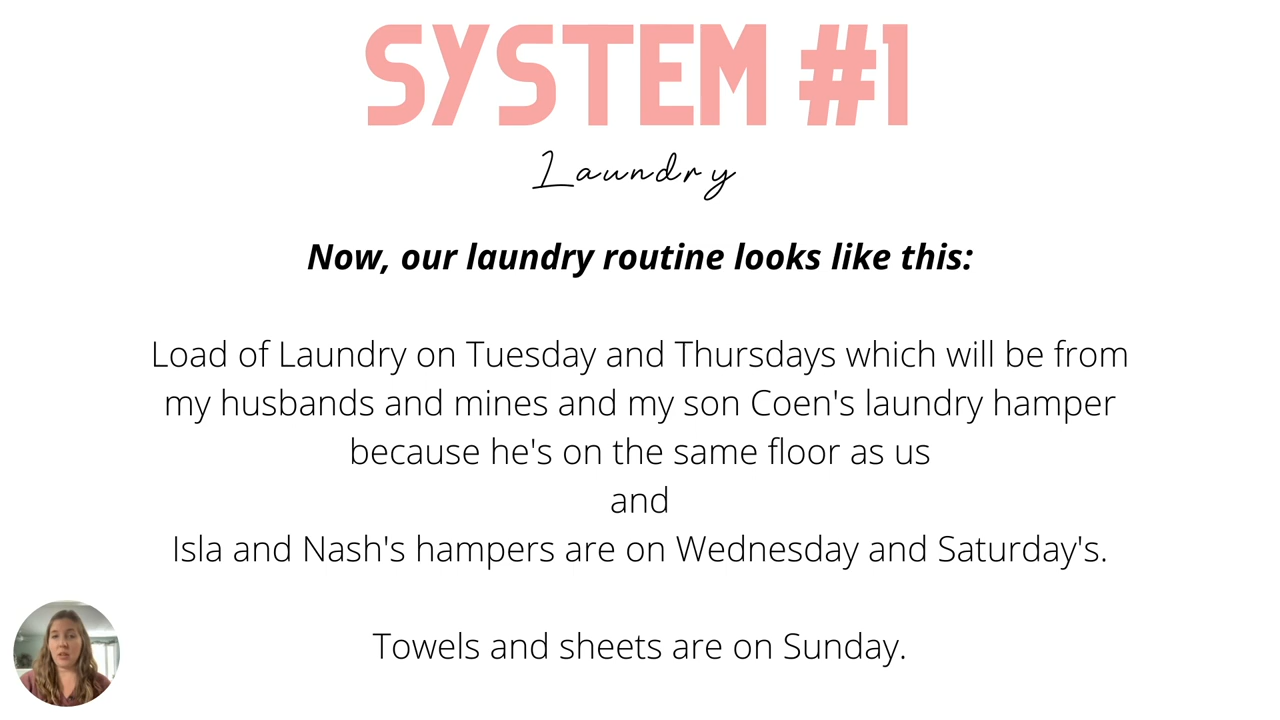 SYSTEM #1
Laundry
Now, our laundry routine looks like this:
Load of Laundry on Tuesday and Thursdays which will be from
my husbands and mines and my son Coen's laundry hamper
because he's on the same floor as us
and
Isla and Nash's hampers are on Wednesday and Saturday's.
Towels and sheets are on Sunday.